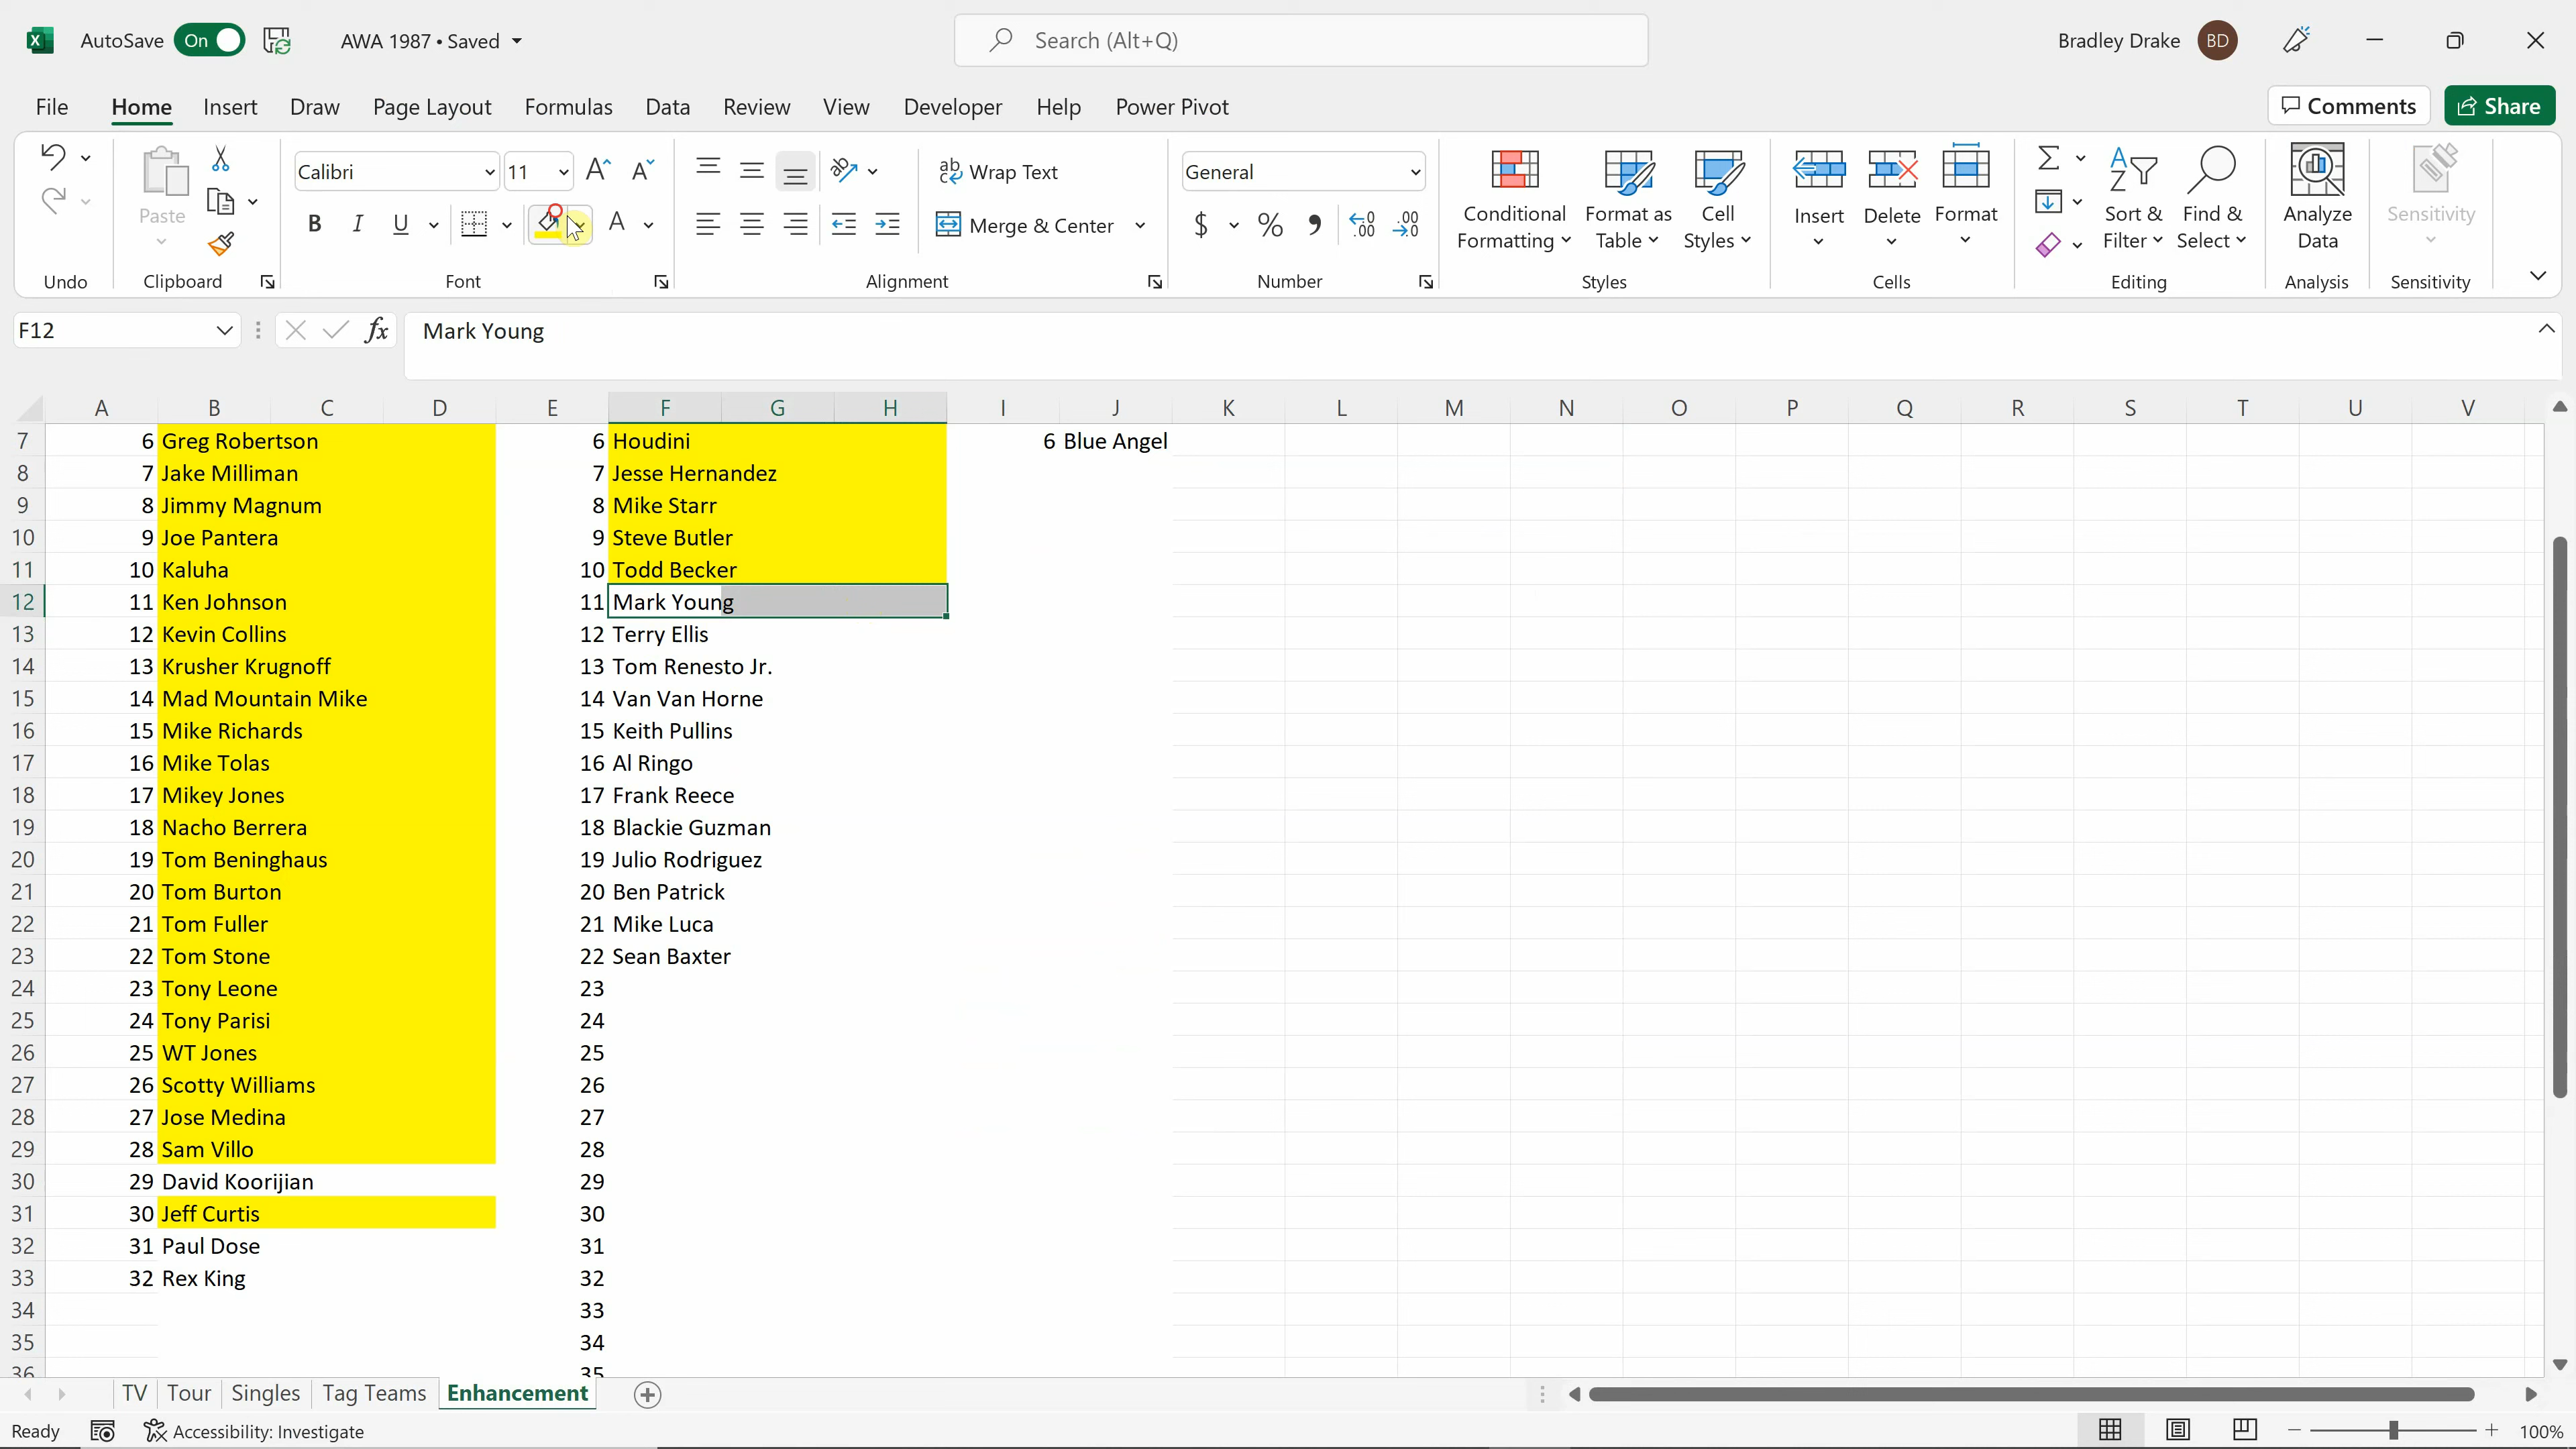 AutoSave On AWA 1987 • Saved Search (Alt+Q) Bradley Drake BD
File Home Insert Draw Page Layout Formulas Data Review View Developer Help Power Pivot Comments Share
Paste Calibri 11 Wrap Text General
B I U A Merge & Center $ % Conditional Formatting Format as Table Cell Styles Insert Delete Format Sort & Filter Find & Select Analyze Data Sensitivity
Undo Clipboard Font Alignment Number Styles Cells Editing Analysis Sensitivity
F12 fx Mark Young
A B C D E F G H I J K L M N O P Q R S T U V
7 6 Greg Robertson 6 Houdini 6 Blue Angel
8 7 Jake Milliman 7 Jesse Hernandez
9 8 Jimmy Magnum 8 Mike Starr
10 9 Joe Pantera 9 Steve Butler
11 10 Kaluha 10 Todd Becker
12 11 Ken Johnson 11 Mark Young
13 12 Kevin Collins 12 Terry Ellis
14 13 Krusher Krugnoff 13 Tom Renesto Jr.
15 14 Mad Mountain Mike 14 Van Van Horne
16 15 Mike Richards 15 Keith Pullins
17 16 Mike Tolas 16 Al Ringo
18 17 Mikey Jones 17 Frank Reece
19 18 Nacho Berrera 18 Blackie Guzman
20 19 Tom Beninghaus 19 Julio Rodriguez
21 20 Tom Burton 20 Ben Patrick
22 21 Tom Fuller 21 Mike Luca
23 22 Tom Stone 22 Sean Baxter
24 23 Tony Leone 23
25 24 Tony Parisi 24
26 25 WT Jones 25
27 26 Scotty Williams 26
28 27 Jose Medina 27
29 28 Sam Villo 28
30 29 David Koorijian 29
31 30 Jeff Curtis 30
32 31 Paul Dose 31
33 32 Rex King 32
34 33
35 34
36 35
TV Tour Singles Tag Teams Enhancement
Ready Accessibility: Investigate 100%